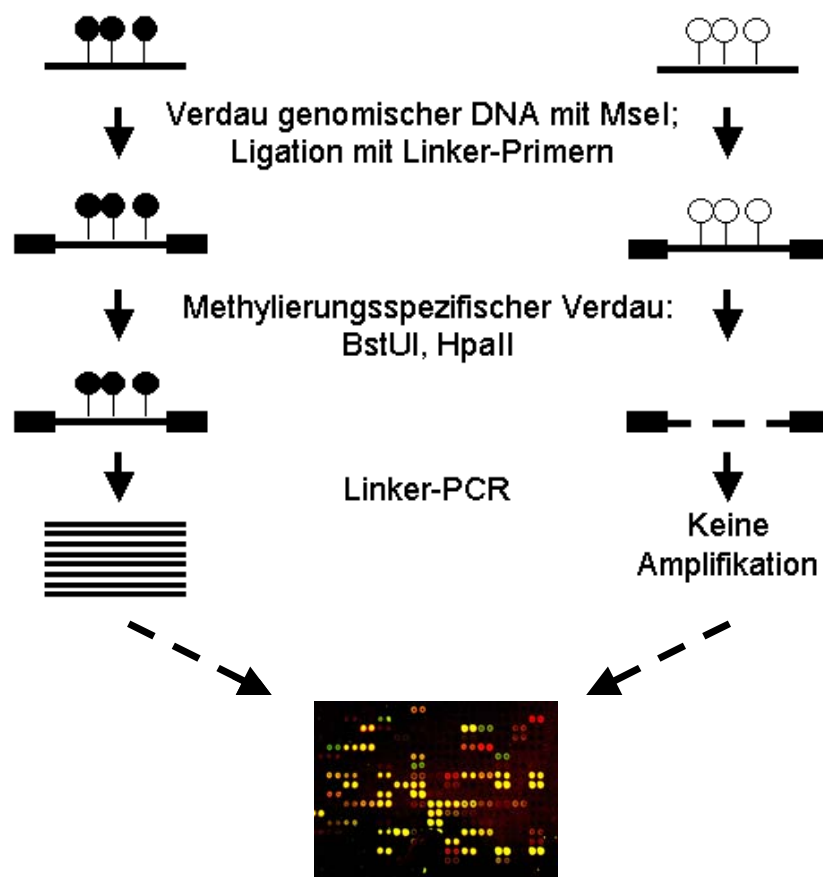 Verdau genomischer DNA mit MseI;
Ligation mit Linker-Primern
Methylierungsspezifischer Verdau:
BstUI, HpaII
Linker-PCR
Keine
Amplifikation